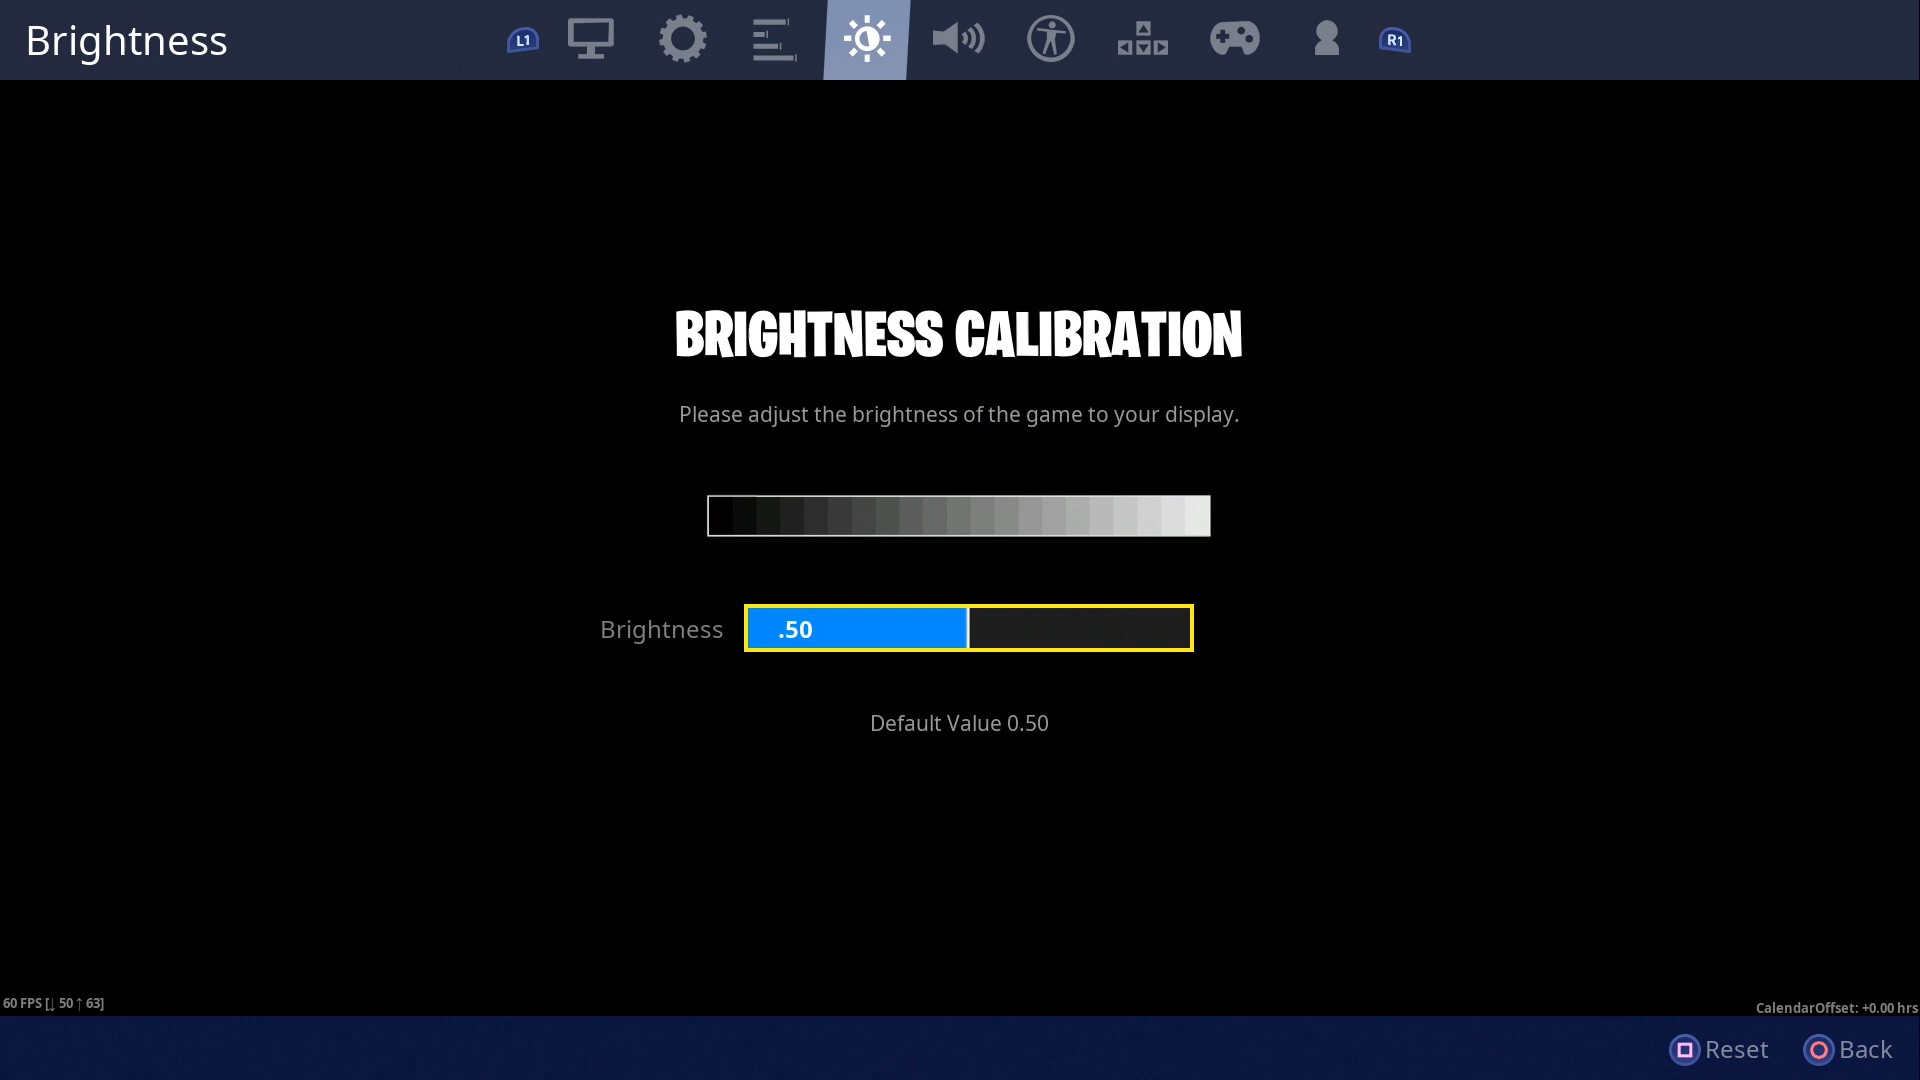 Brightness
L1
R1
BRIGHTNESS CALIBRATION
Please adjust the brightness of the game to your display.
Brightness
.50
Default Value 0.50
60 FPS [↓ 50 ↑ 63]
CalendarOffset: +0.00 hrs
Reset
Back